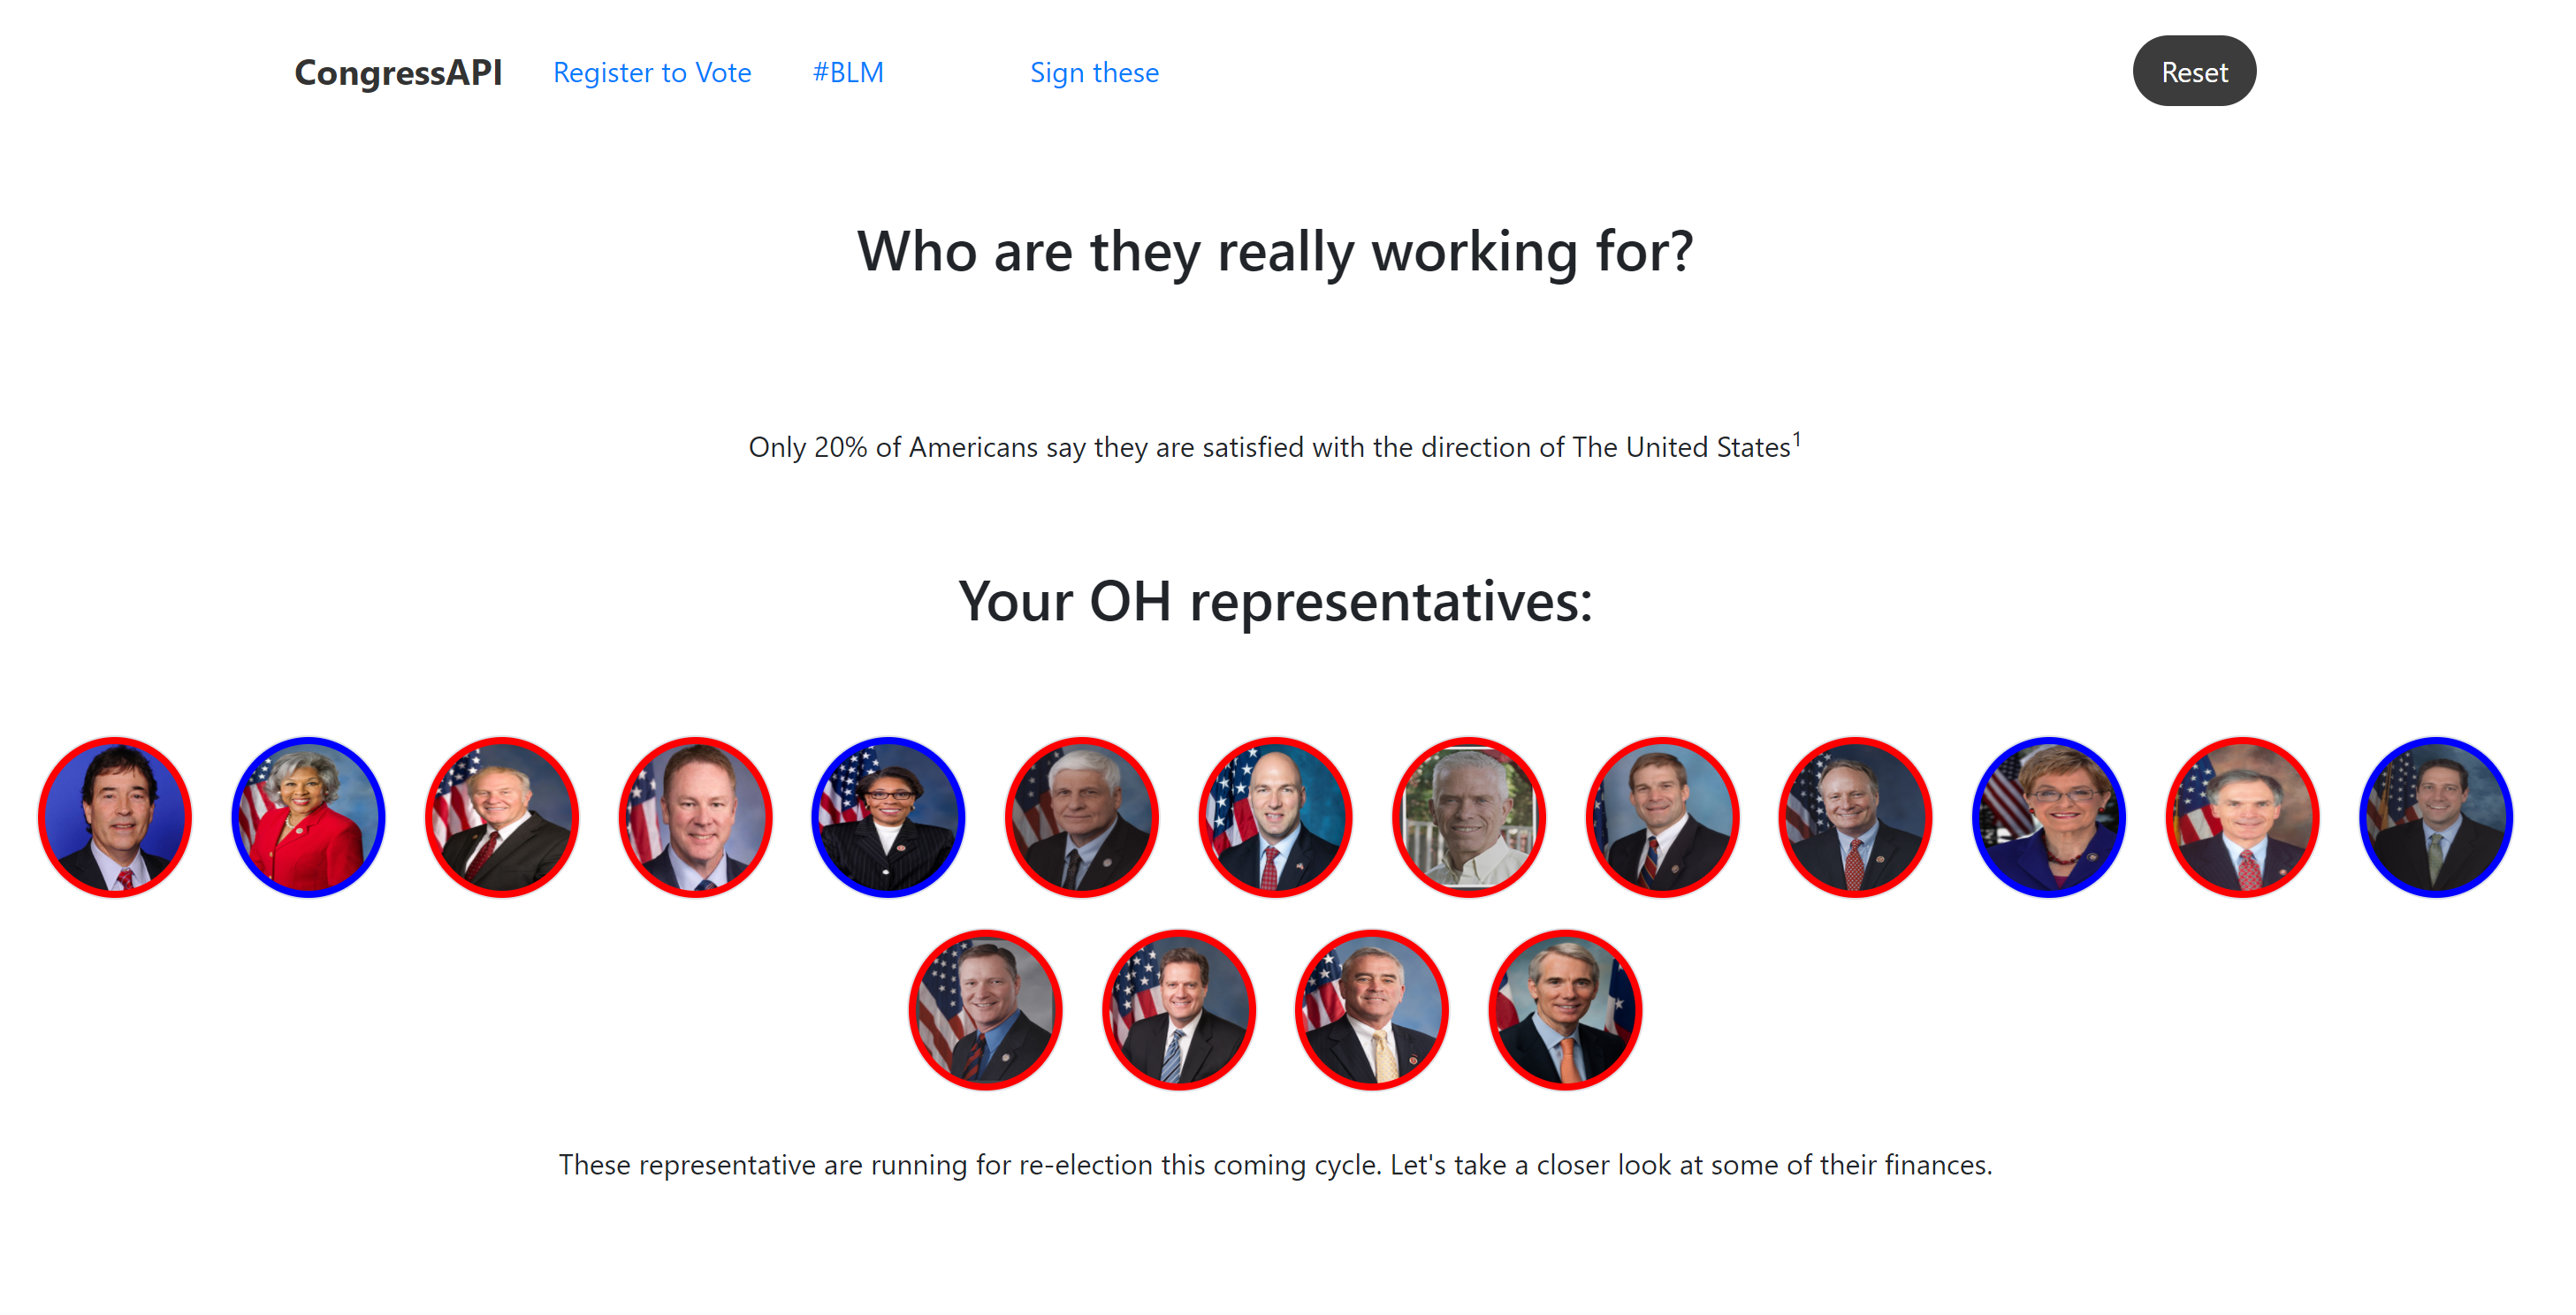 CongressAPI Register to Vote #BLM Sign these Reset
Who are they really working for?
Only 20% of Americans say they are satisfied with the direction of The United States¹
Your OH representatives:
These representative are running for re-election this coming cycle. Let's take a closer look at some of their finances.